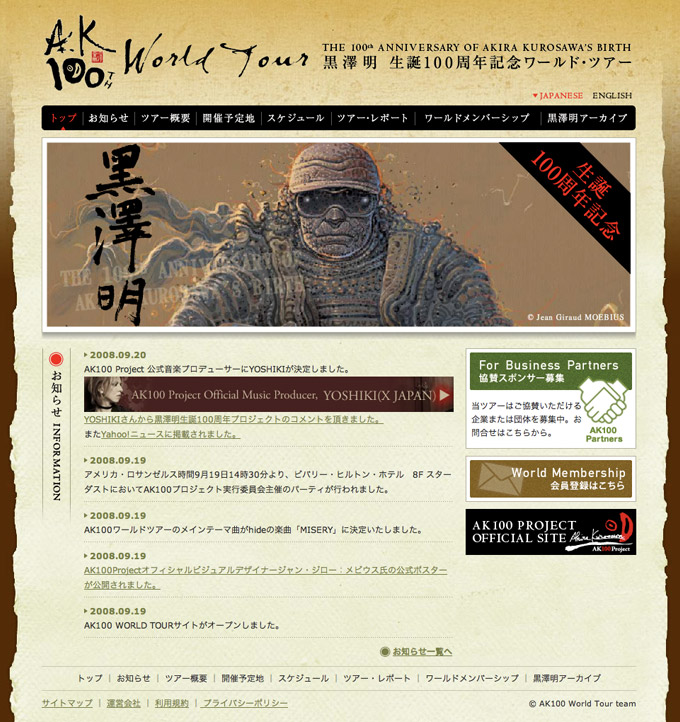 A.K 100TH World Tour
THE 100th ANNIVERSARY OF AKIRA KUROSAWA'S BIRTH
黒澤明 生誕100周年記念ワールド・ツアー
JAPANESE ENGLISH
トップ お知らせ ツアー概要 開催予定地 スケジュール ツアー・レポート ワールドメンバーシップ 黒澤明アーカイブ
黒澤明
THE 100th ANNIVERSARY OF
AKIRA KUROSAWA'S BIRTH
生誕
100周年記念
© Jean Giraud MOEBIUS
お知らせ INFORMATION
2008.09.20
AK100 Project 公式音楽プロデューサーにYOSHIKIが決定しました。
AK100 Project Official Music Producer, YOSHIKI(X JAPAN)
YOSHIKIさんから黒澤明生誕100周年プロジェクトのコメントを頂きました。
またYahoo!ニュースに掲載されました。
2008.09.19
アメリカ・ロサンゼルス時間9月19日14時30分より、ビバリー・ヒルトン・ホテル 8F スター
ダストにおいてAK100プロジェクト実行委員会主催のパーティが行われました。
2008.09.19
AK100ワールドツアーのメインテーマ曲がhideの楽曲「MISERY」に決定いたしました。
2008.09.19
AK100Projectオフィシャルビジュアルデザイナージャン・ジロー：メビウス氏の公式ポスター
が公開されました。
2008.09.19
AK100 WORLD TOURサイトがオープンしました。
お知らせ一覧へ
For Business Partners
協賛スポンサー募集
当ツアーはご協賛いただける
企業または団体を募集中。お
問合せはこちらから。
AK100
Partners
World Membership
会員登録はこちら
AK100 PROJECT
OFFICIAL SITE
Akira Kurosawa
AK100Project
トップ | お知らせ | ツアー概要 | 開催予定地 | スケジュール | ツアー・レポート | ワールドメンバーシップ | 黒澤明アーカイブ
サイトマップ | 運営会社 | 利用規約 | プライバシーポリシー
© AK100 World Tour team